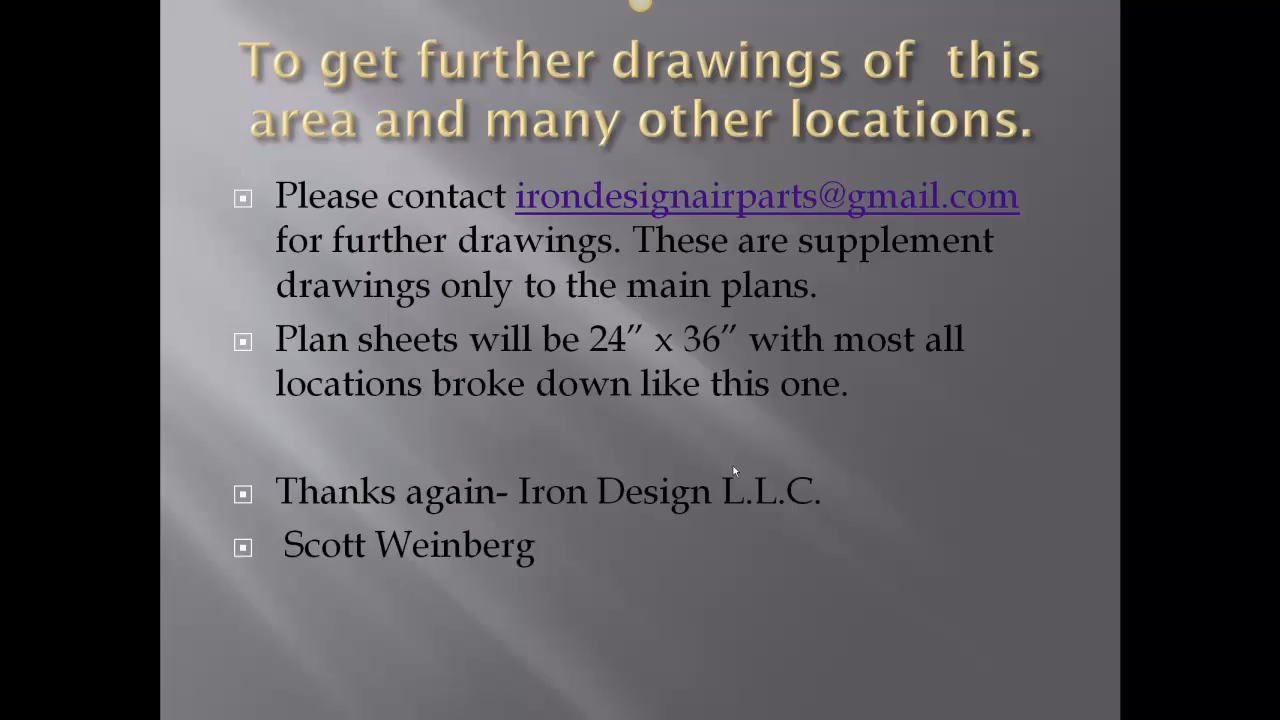 To get further drawings of  this
area and many other locations.
Please contact irondesignairparts@gmail.com
for further drawings. These are supplement
drawings only to the main plans.
Plan sheets will be 24” x 36” with most all
locations broke down like this one.
Thanks again- Iron Design L.L.C.
Scott Weinberg